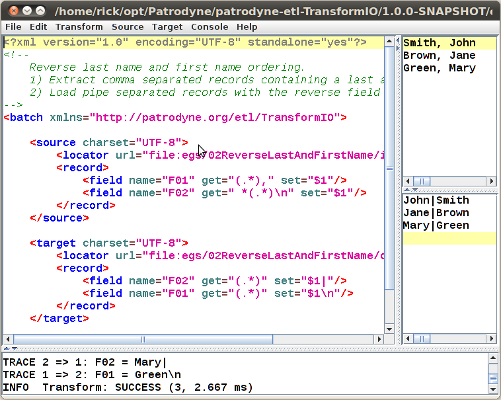 /home/rick/opt/Patrodyne/patrodyne-etl-TransformIO/1.0.0-SNAPSHOT/
File Edit Transform Source Target Console Help
<?xml version="1.0" encoding="UTF-8" standalone="yes"?>
<!--
Reverse last name and first name ordering.
1) Extract comma separated records containing a last a
2) Load pipe separated records with the reverse field
-->
<batch xmlns="http://patrodyne.org/etl/TransformIO">
<source charset="UTF-8">
<locator url="file:egs/02ReverseLastAndFirstName/i
<record>
<field name="F01" get="(.*)," set="$1"/>
<field name="F02" get=" *(.*)\n" set="$1"/>
</record>
</source>
<target charset="UTF-8">
<locator url="file:egs/02ReverseLastAndFirstName/o
<record>
<field name="F02" get="(.*)" set="$1|"/>
<field name="F01" get="(.*)" set="$1\n"/>
</record>
</target>
Smith, John
Brown, Jane
Green, Mary
John|Smith
Jane|Brown
Mary|Green
TRACE 2 => 1: F02 = Mary|
TRACE 1 => 2: F01 = Green\n
INFO  Transform: SUCCESS (3, 2.667 ms)